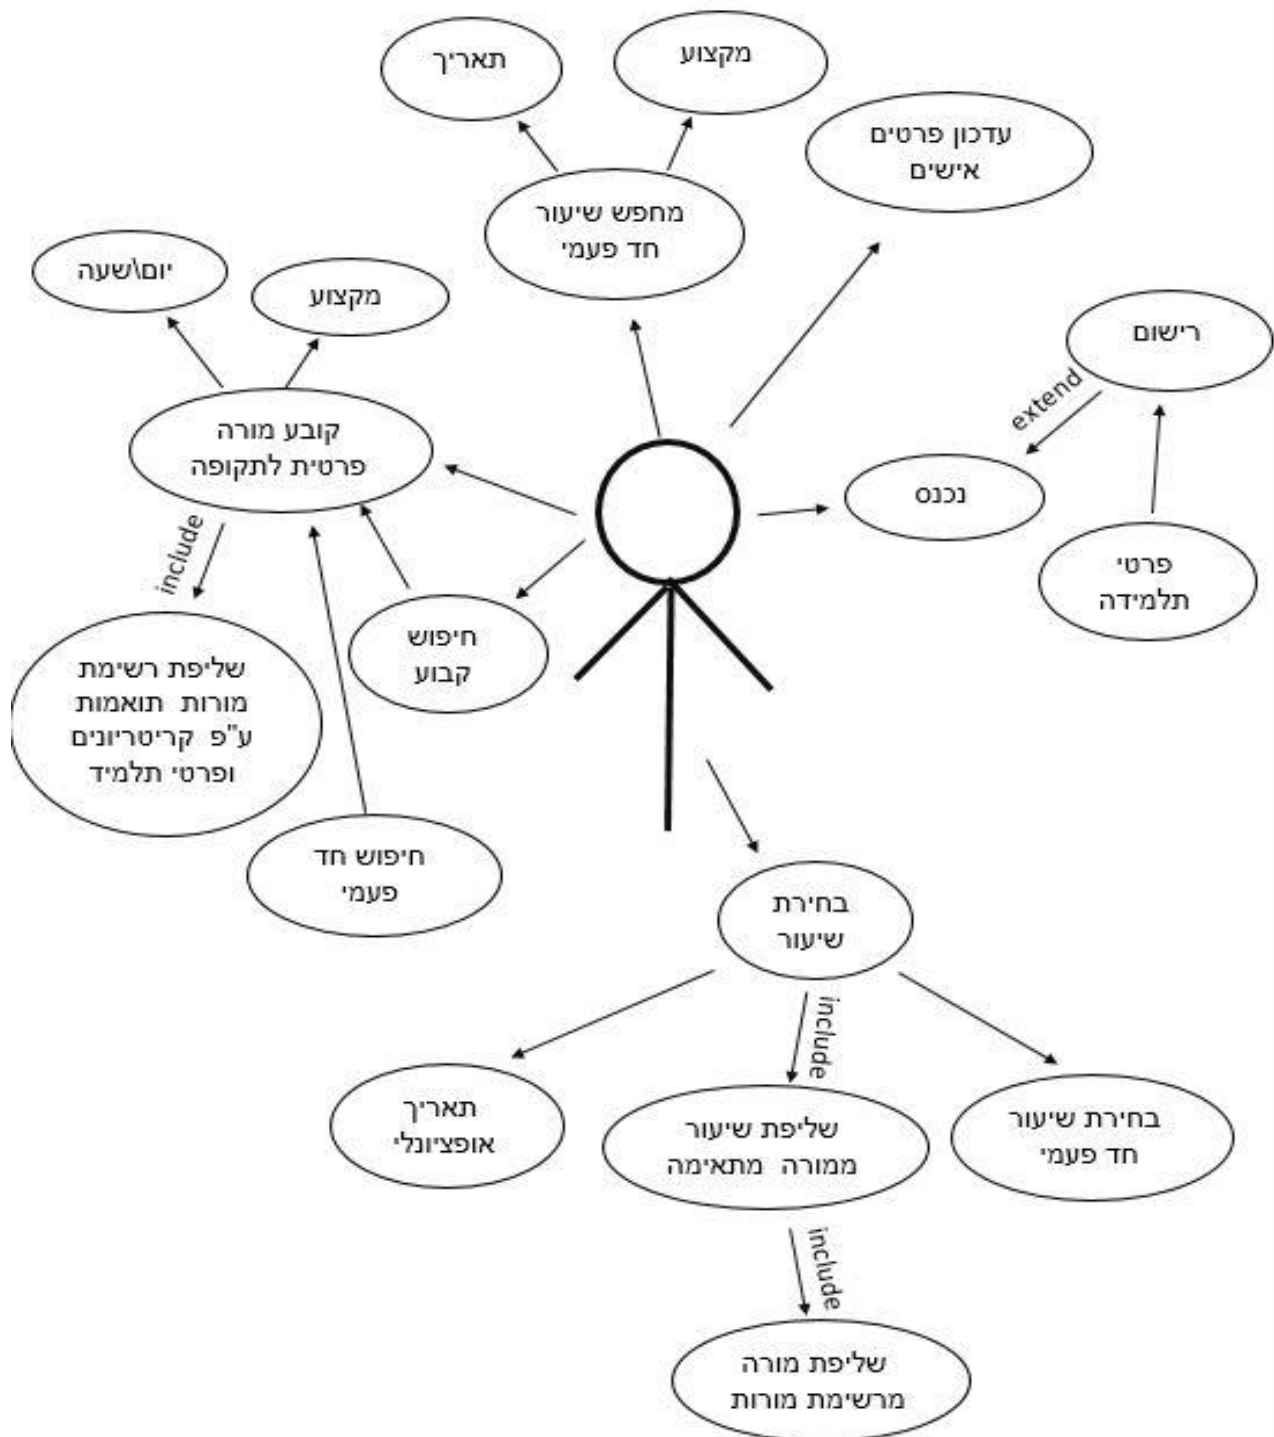 תאריך
מקצוע
עדכון פרטים
אישים
מחפש שיעור
חד פעמי
יום\שעה
מקצוע
רישום
extend
קובע מורה
פרטית לתקופה
נכנס
include
פרטי
תלמידה
חיפוש
קבוע
שליפת רשימת
מורות תואמות
ע"פ קריטריונים
ופרטי תלמיד
חיפוש חד
פעמי
בחירת
שיעור
include
תאריך
אופציונלי
שליפת שיעור
ממורה מתאימה
בחירת שיעור
חד פעמי
include
שליפת מורה
מרשימת מורות